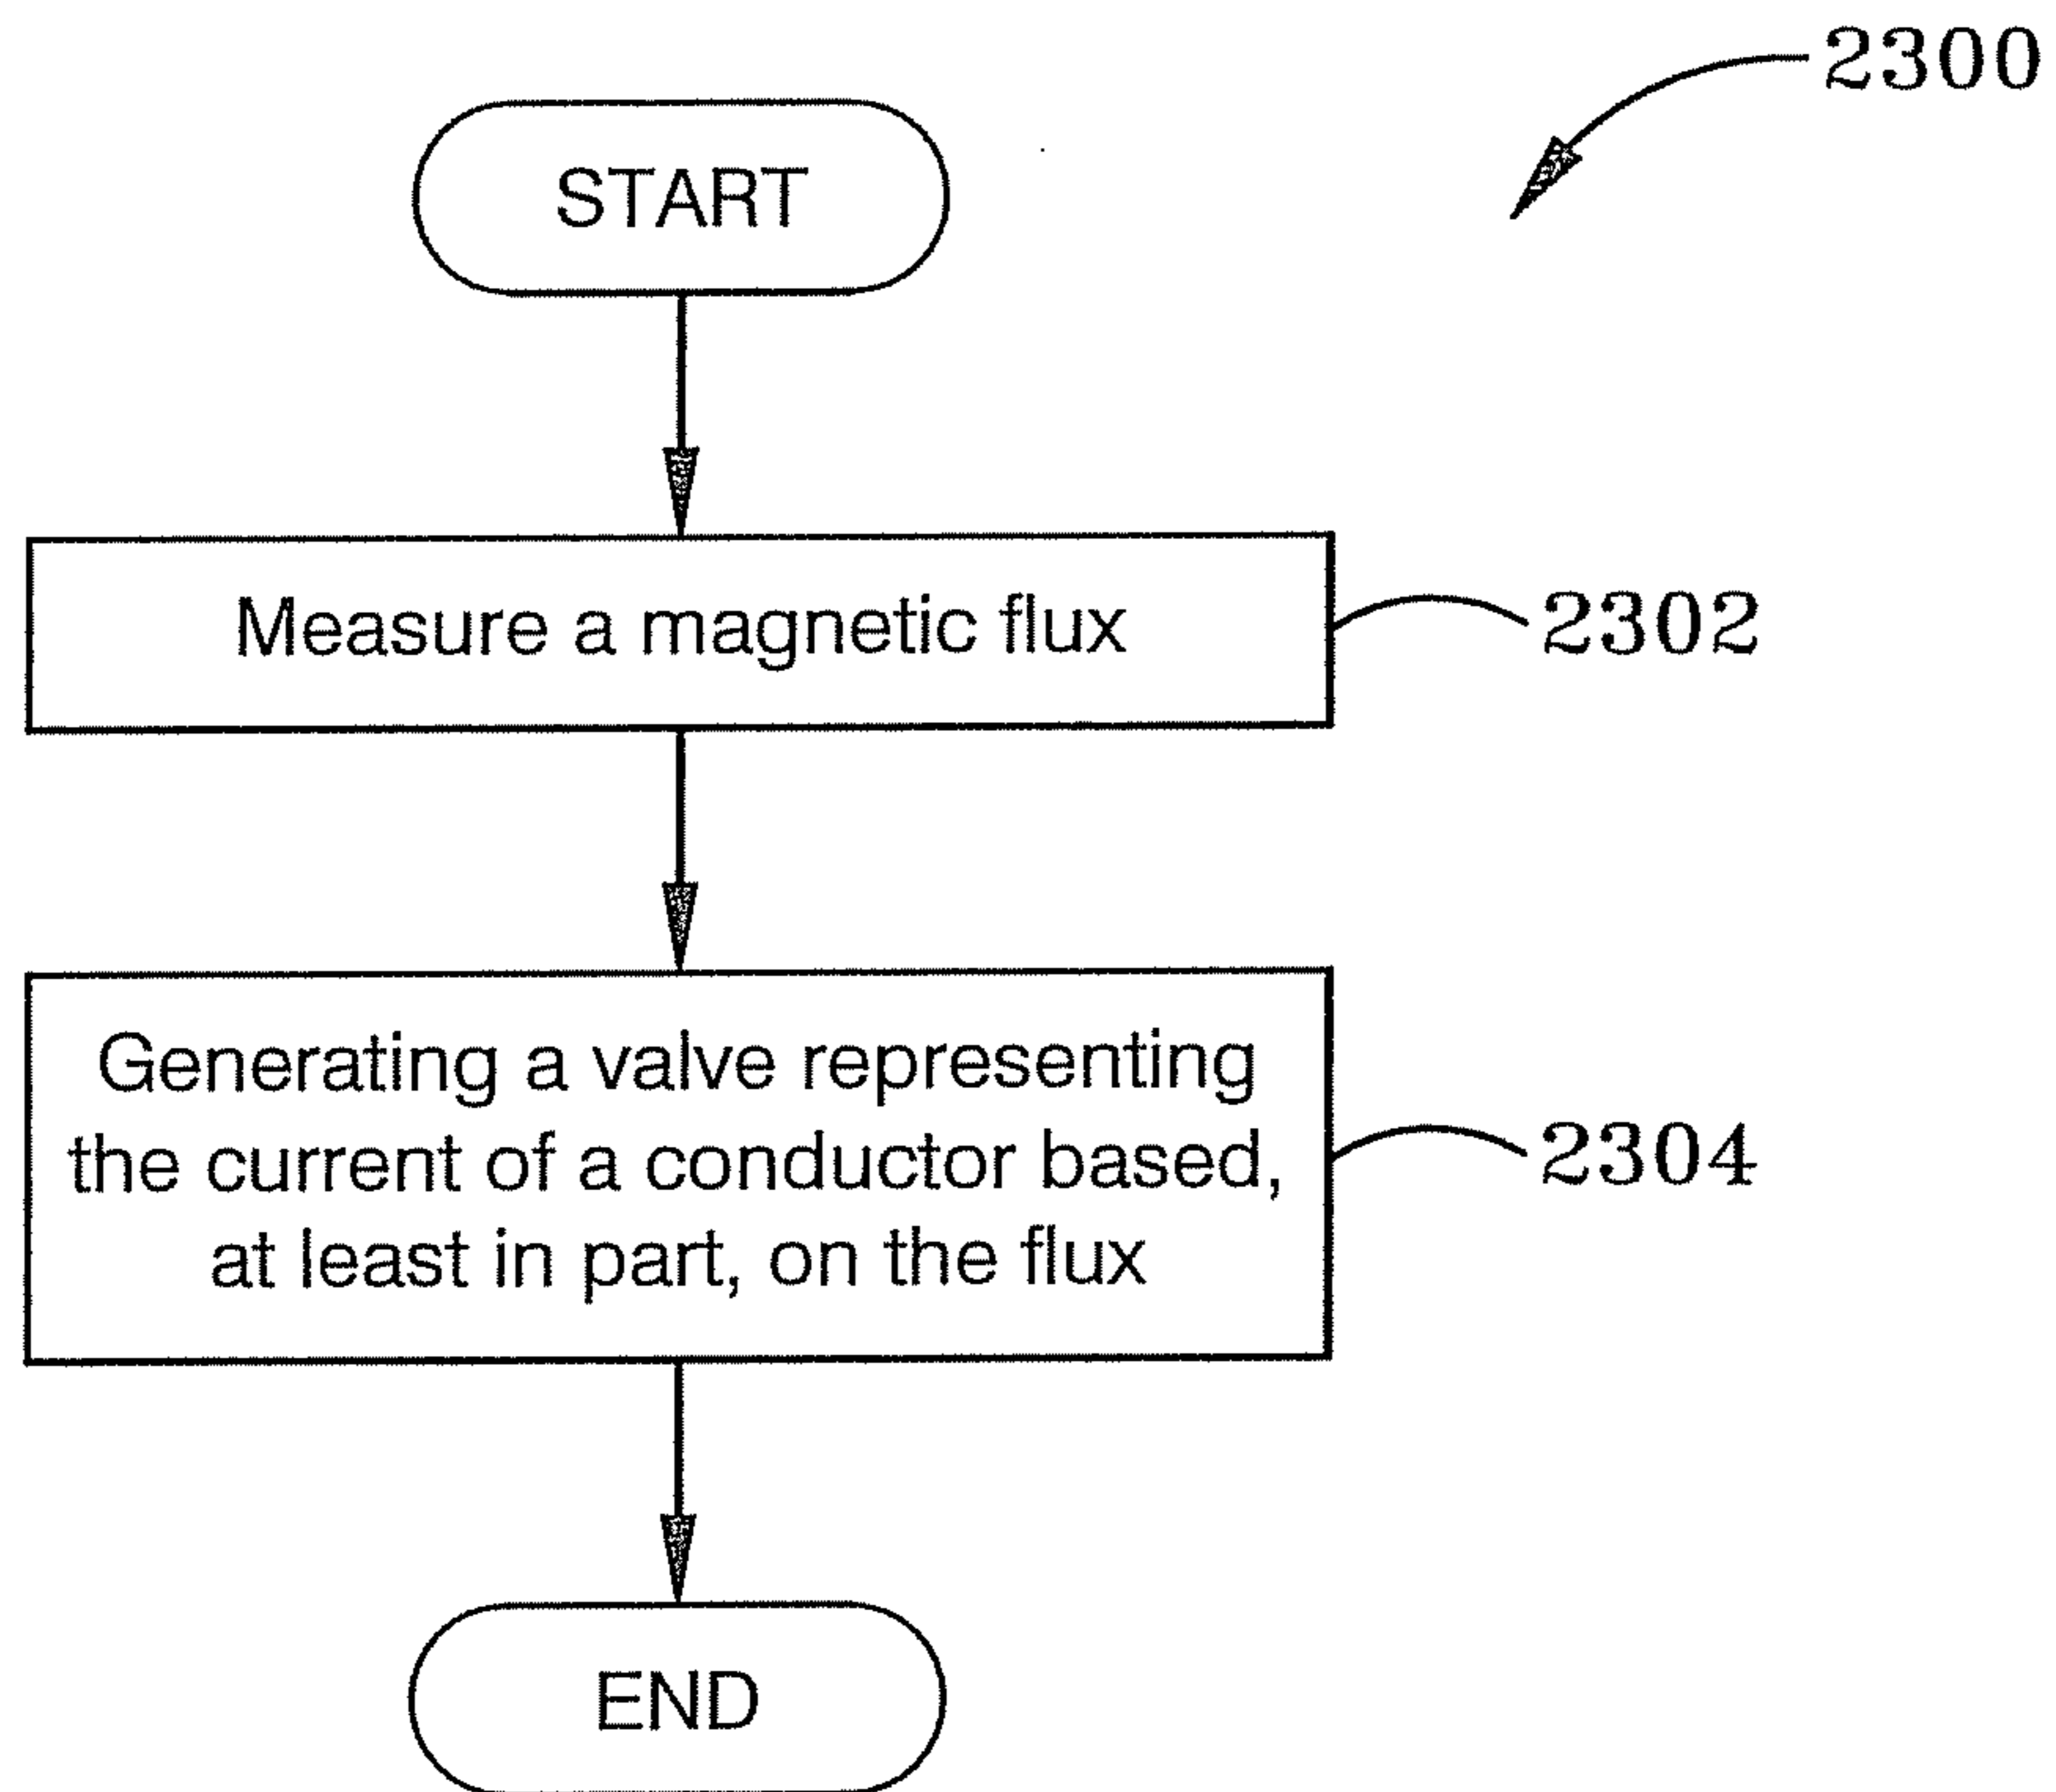 2300
START
Measure a magnetic flux
2302
Generating a valve representing
the current of a conductor based,
at least in part, on the flux
2304
END